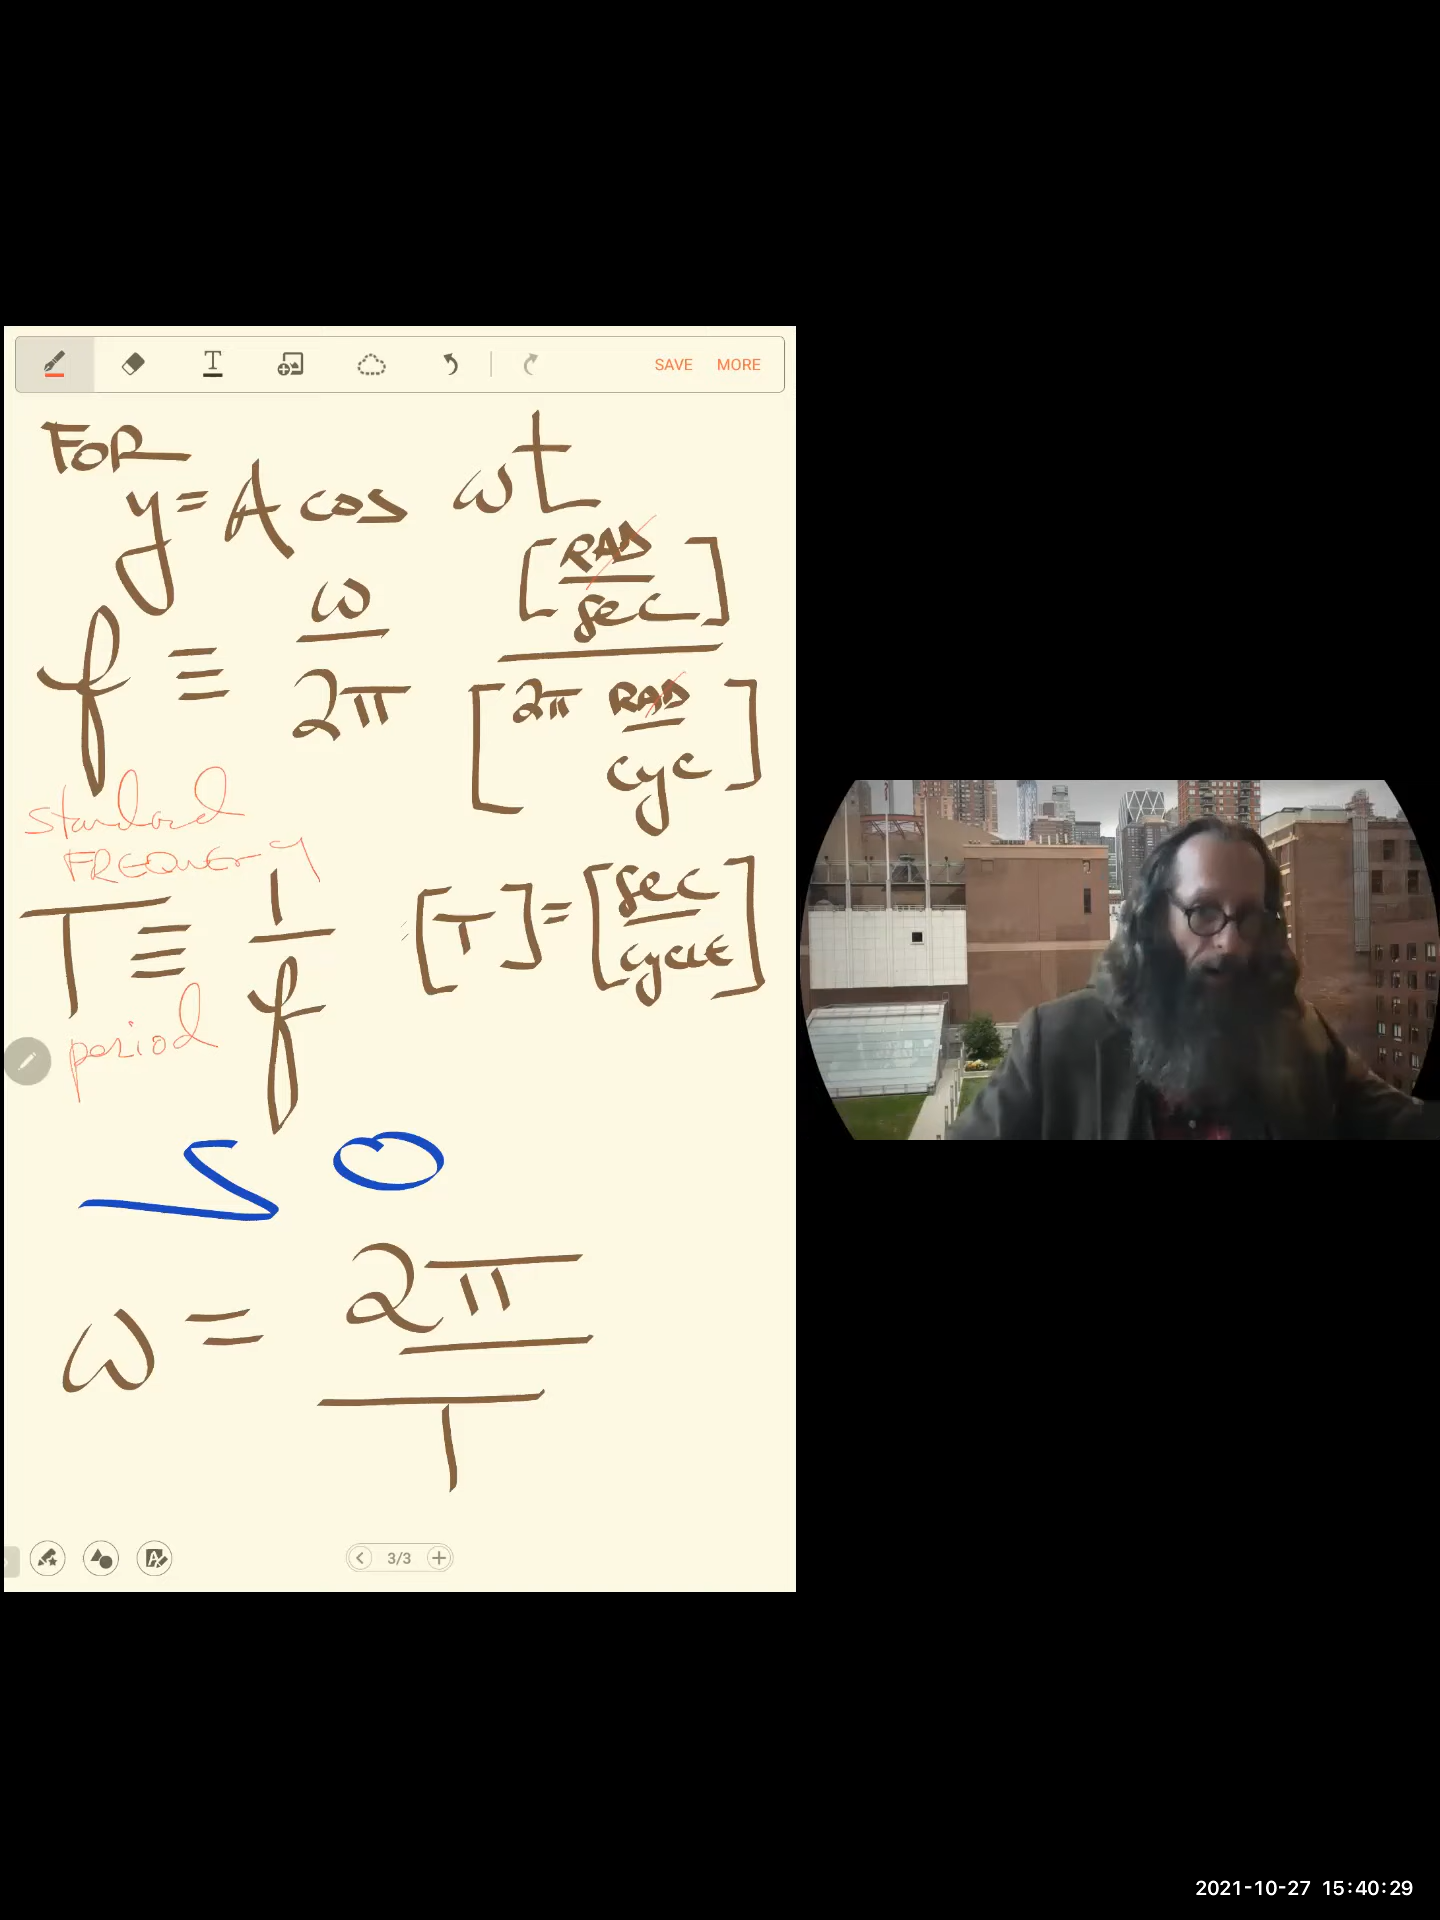 SAVE MORE
FOR
y = A cos ωt
f ≡ ω / 2π [RAD / sec] / [2π RAD / cyc]
standard
FREQUENCY
T ≡ 1 / f [T] = [sec / CYCLE]
period
SO
ω = 2π / T
3/3
2021-10-27 15:40:29